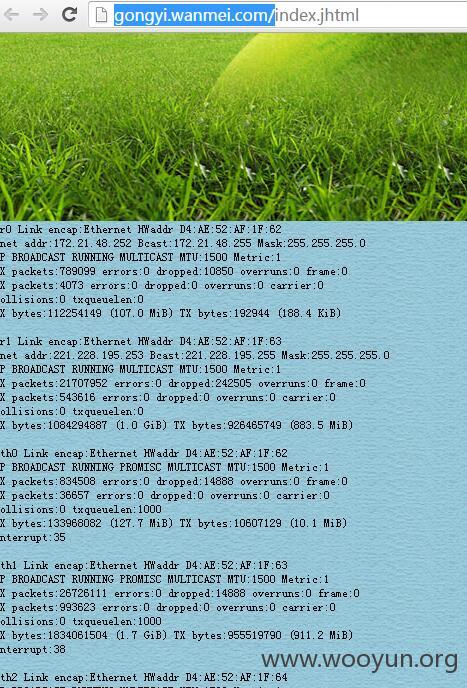 gongyi.wanmei.com/index.jhtml
r0 Link encap:Ethernet HWaddr D4:AE:52:AF:1F:62
net addr:172.21.48.252 Bcast:172.21.48.255 Mask:255.255.255.0
P BROADCAST RUNNING MULTICAST MTU:1500 Metric:1
X packets:789099 errors:0 dropped:10850 overruns:0 frame:0
X packets:4073 errors:0 dropped:0 overruns:0 carrier:0
ollisions:0 txqueuelen:0
X bytes:112254149 (107.0 MiB) TX bytes:192944 (188.4 KiB)
r1 Link encap:Ethernet HWaddr D4:AE:52:AF:1F:63
net addr:221.228.195.253 Bcast:221.228.195.255 Mask:255.255.255.0
P BROADCAST RUNNING MULTICAST MTU:1500 Metric:1
X packets:21707952 errors:0 dropped:242505 overruns:0 frame:0
X packets:543616 errors:0 dropped:0 overruns:0 carrier:0
ollisions:0 txqueuelen:0
X bytes:1084294887 (1.0 GiB) TX bytes:926465749 (883.5 MiB)
th0 Link encap:Ethernet HWaddr D4:AE:52:AF:1F:62
P BROADCAST RUNNING PROMISC MULTICAST MTU:1500 Metric:1
X packets:834508 errors:0 dropped:14888 overruns:0 frame:0
X packets:36657 errors:0 dropped:0 overruns:0 carrier:0
ollisions:0 txqueuelen:1000
X bytes:133968082 (127.7 MiB) TX bytes:10607129 (10.1 MiB)
nterrupt:35
th1 Link encap:Ethernet HWaddr D4:AE:52:AF:1F:63
P BROADCAST RUNNING PROMISC MULTICAST MTU:1500 Metric:1
X packets:26726111 errors:0 dropped:14888 overruns:0 frame:0
X packets:993623 errors:0 dropped:0 overruns:0 carrier:0
ollisions:0 txqueuelen:1000
X bytes:1834061504 (1.7 GiB) TX bytes:955519790 (911.2 MiB)
nterrupt:38
th2 Link encap:Ethernet HWaddr D4:AE:52:AF:1F:64
www.wooyun.org